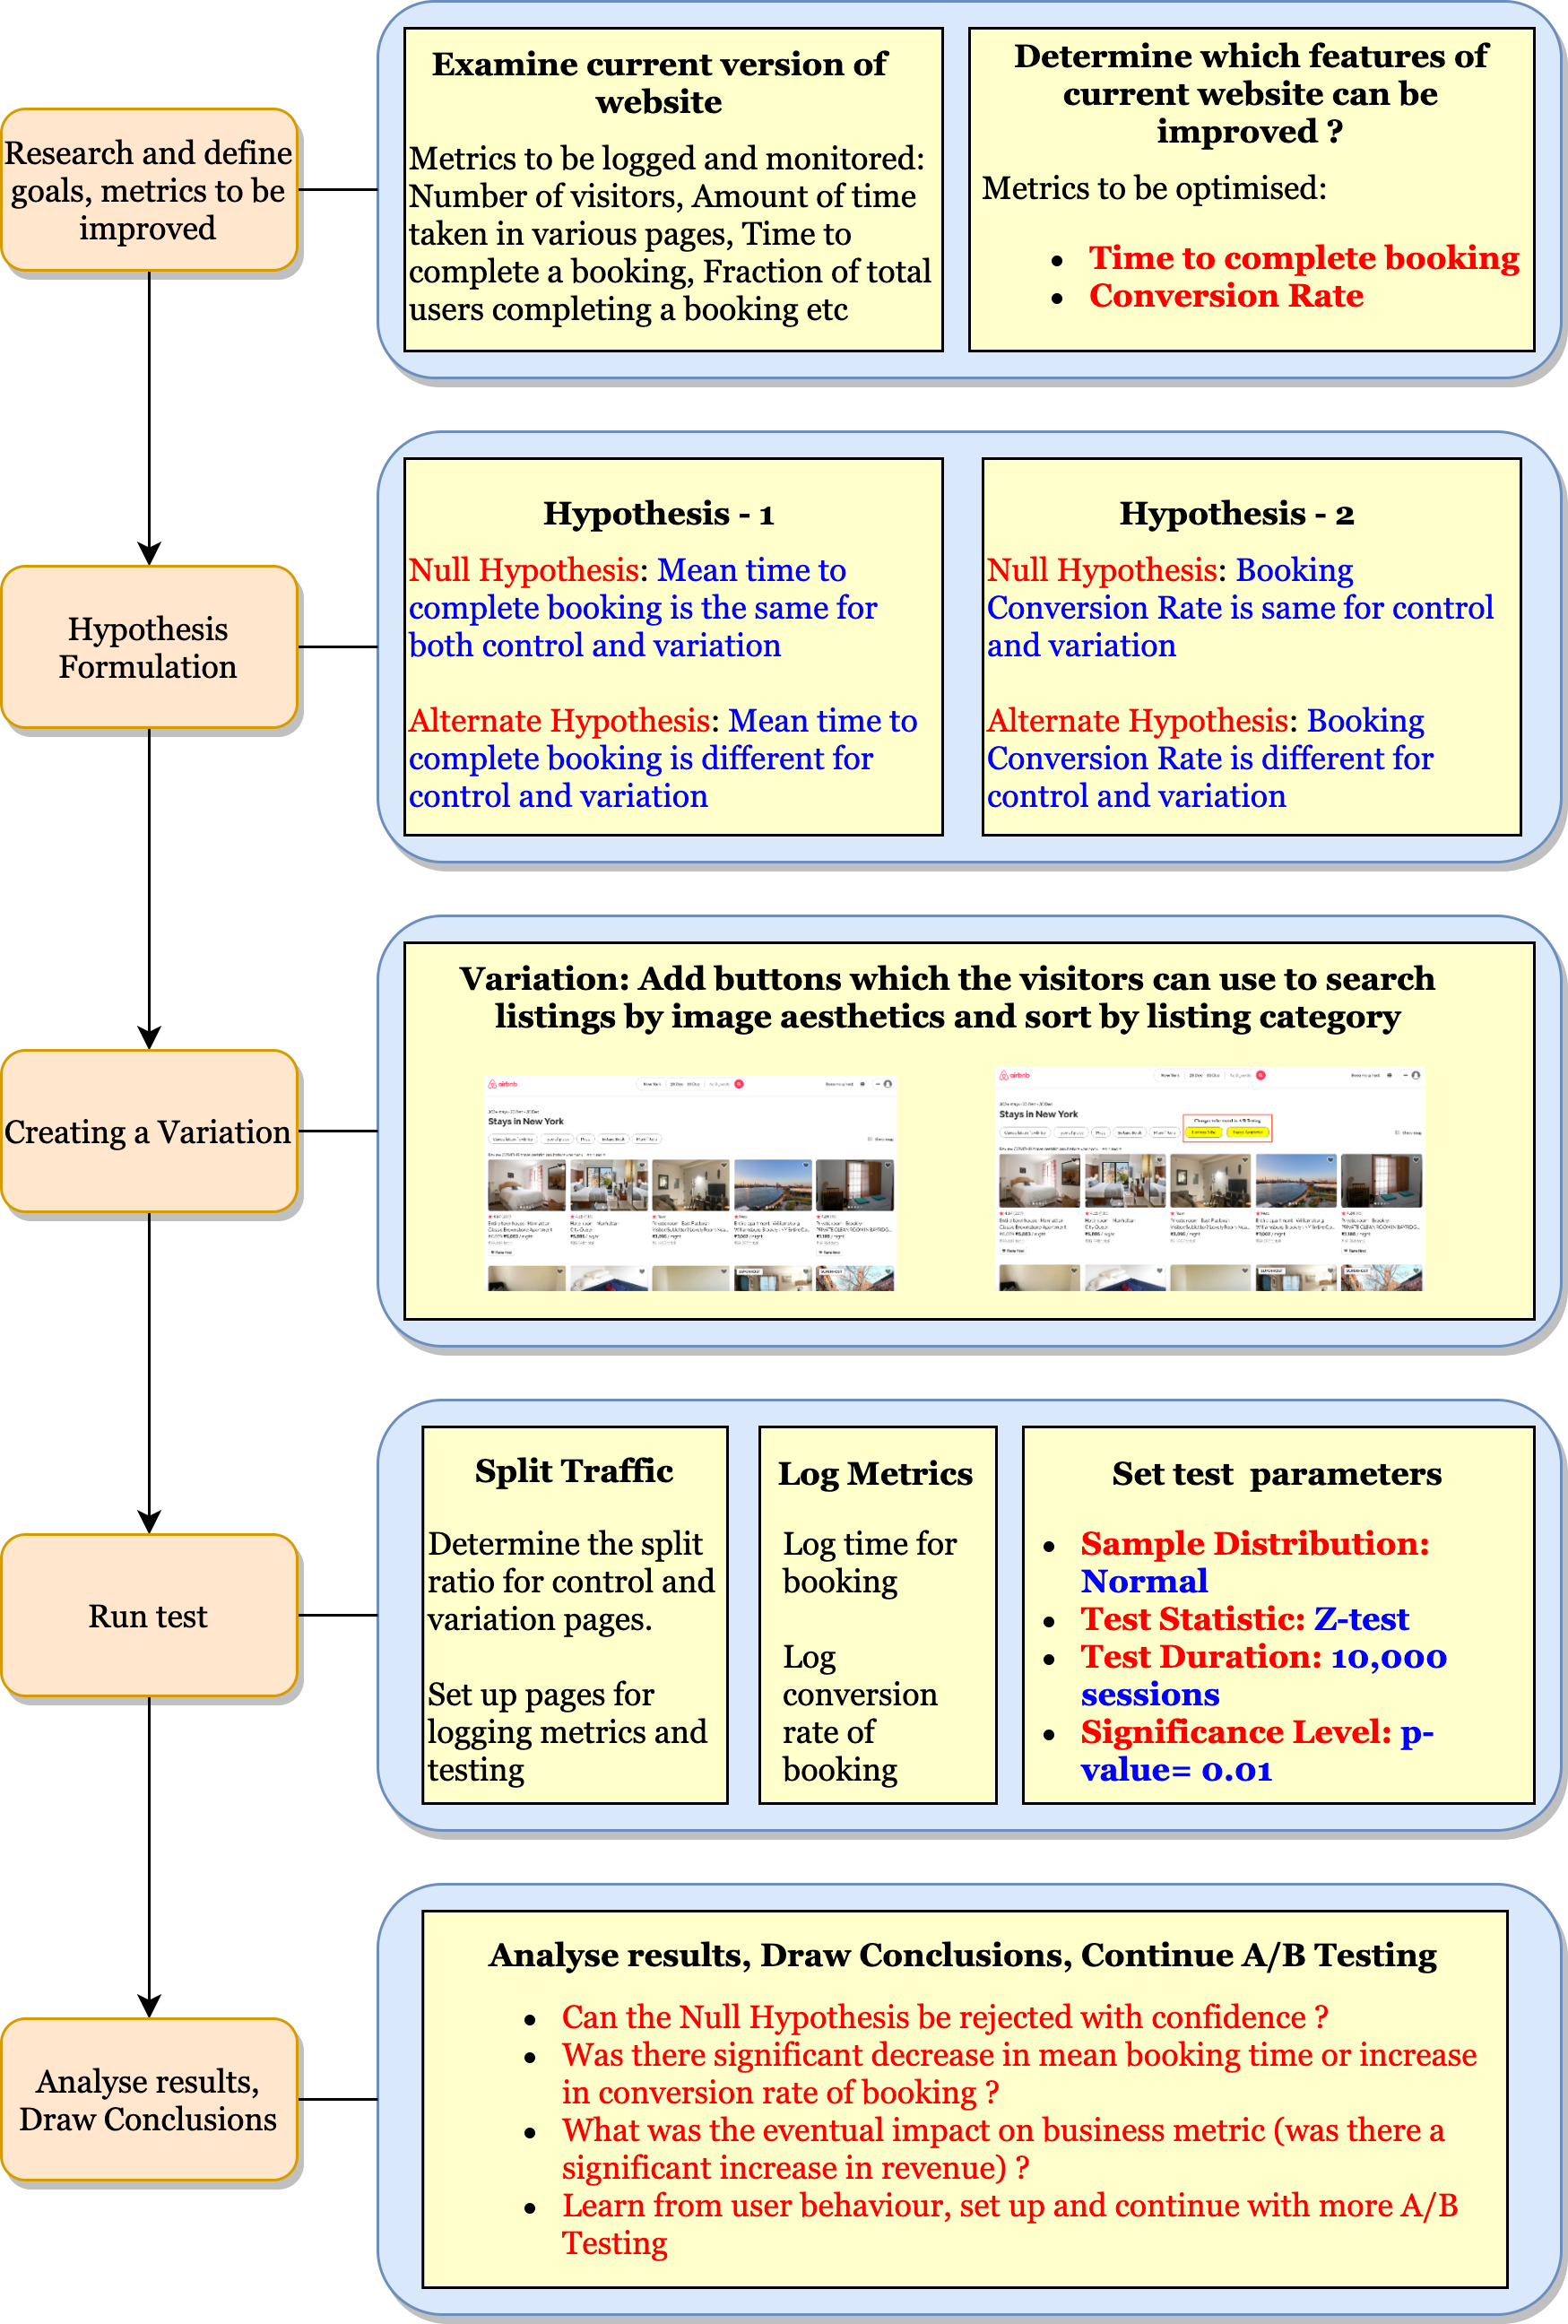 Research and define
goals, metrics to be
improved
Examine current version of
website
Metrics to be logged and monitored:
Number of visitors, Amount of time
taken in various pages, Time to
complete a booking, Fraction of total
users completing a booking etc
Determine which features of
current website can be
improved ?
Metrics to be optimised:
• Time to complete booking
• Conversion Rate
Hypothesis
Formulation
Hypothesis - 1
Null Hypothesis: Mean time to
complete booking is the same for
both control and variation
Alternate Hypothesis: Mean time to
complete booking is different for
control and variation
Hypothesis - 2
Null Hypothesis: Booking
Conversion Rate is same for control
and variation
Alternate Hypothesis: Booking
Conversion Rate is different for
control and variation
Creating a Variation
Variation: Add buttons which the visitors can use to search
listings by image aesthetics and sort by listing category
airbnb
Stays in New York
airbnb
Stays in New York
Run test
Split Traffic
Determine the split
ratio for control and
variation pages.
Set up pages for
logging metrics and
testing
Log Metrics
Log time for
booking
Log
conversion
rate of
booking
Set test parameters
• Sample Distribution:
Normal
• Test Statistic: Z-test
• Test Duration: 10,000
sessions
• Significance Level: p-
value= 0.01
Analyse results,
Draw Conclusions
Analyse results, Draw Conclusions, Continue A/B Testing
• Can the Null Hypothesis be rejected with confidence ?
• Was there significant decrease in mean booking time or increase
in conversion rate of booking ?
• What was the eventual impact on business metric (was there a
significant increase in revenue) ?
• Learn from user behaviour, set up and continue with more A/B
Testing